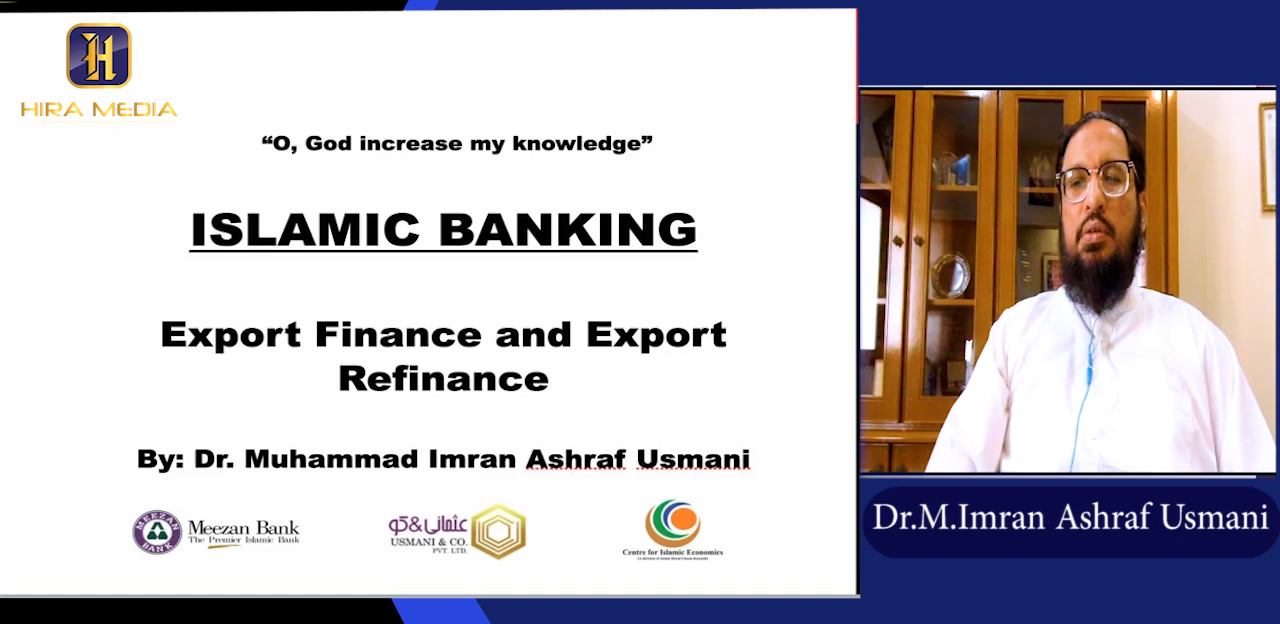 HIRA MEDIA
“O, God increase my knowledge”
ISLAMIC BANKING
Export Finance and Export
Refinance
By: Dr. Muhammad Imran Ashraf Usmani
MEEZAN
BANK
Meezan Bank
The Premier Islamic Bank
عثمانی&کو
USMANI & CO.
PVT. LTD.
Centre for Islamic Economics
Dr.M.Imran Ashraf Usmani